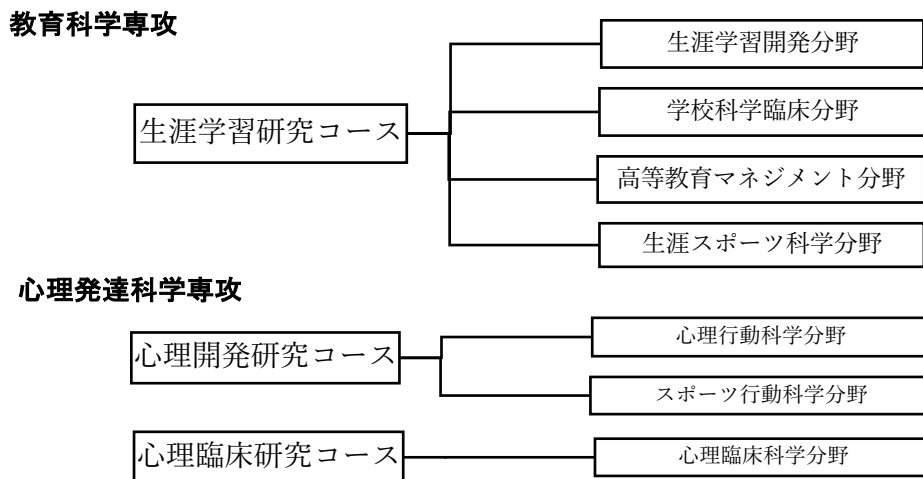 教育科学専攻
生涯学習研究コース
生涯学習開発分野
学校科学臨床分野
高等教育マネジメント分野
生涯スポーツ科学分野
心理発達科学専攻
心理開発研究コース
心理行動科学分野
スポーツ行動科学分野
心理臨床研究コース
心理臨床科学分野